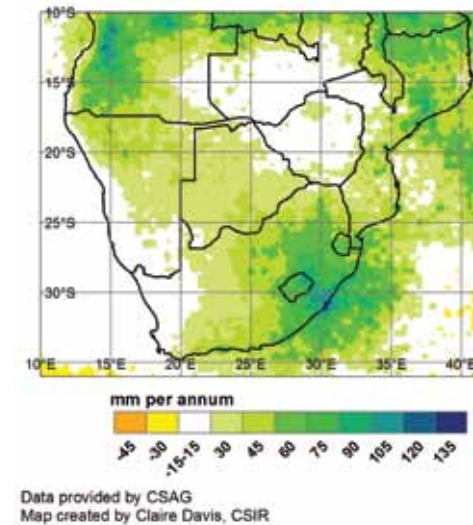 10°S
15°S
20°S
25°S
30°S
10°E 15°E 20°E 25°E 30°E 35°E 40°E
mm per annum
-45 -30 -15-15 30 45 60 75 90 105 120 135
Data provided by CSAG
Map created by Claire Davis, CSIR